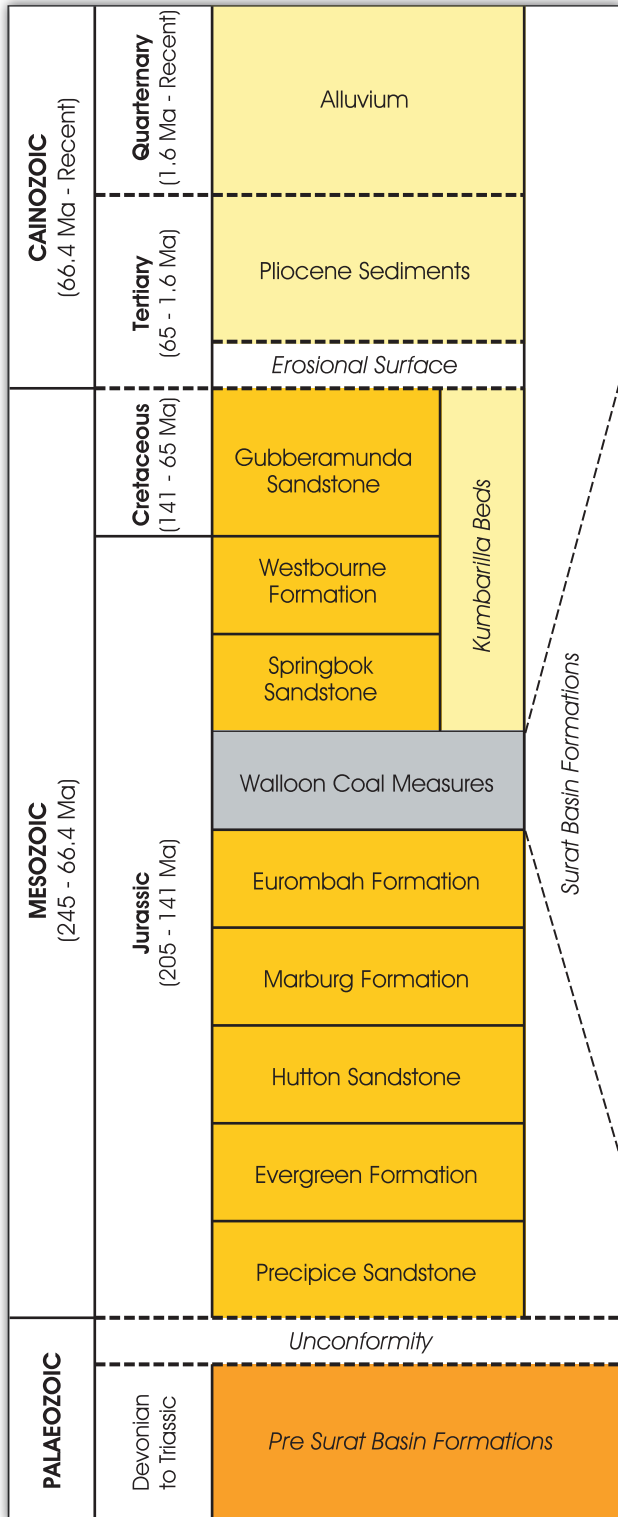 CAINOZOIC
(66.4 Ma - Recent)
Quarternary
(1.6 Ma - Recent)
Alluvium
Tertiary
(65 - 1.6 Ma)
Pliocene Sediments
Erosional Surface
MESOZOIC
(245 - 66.4 Ma)
Cretaceous
(141 - 65 Ma)
Gubberamunda
Sandstone
Kumbarilla Beds
Jurassic
(205 - 141 Ma)
Westbourne
Formation
Springbok
Sandstone
Walloon Coal Measures
Surat Basin Formations
Eurombah Formation
Marburg Formation
Hutton Sandstone
Evergreen Formation
Precipice Sandstone
Unconformity
PALAEOZOIC
Devonian
to Triassic
Pre Surat Basin Formations